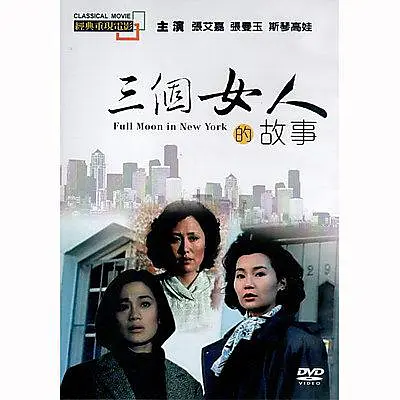 CLASSICAL MOVIE
經典重現電影
主演 張艾嘉 張曼玉 斯琴高娃
三個女人
Full Moon in New York
的故事
29
DVD
VIDEO